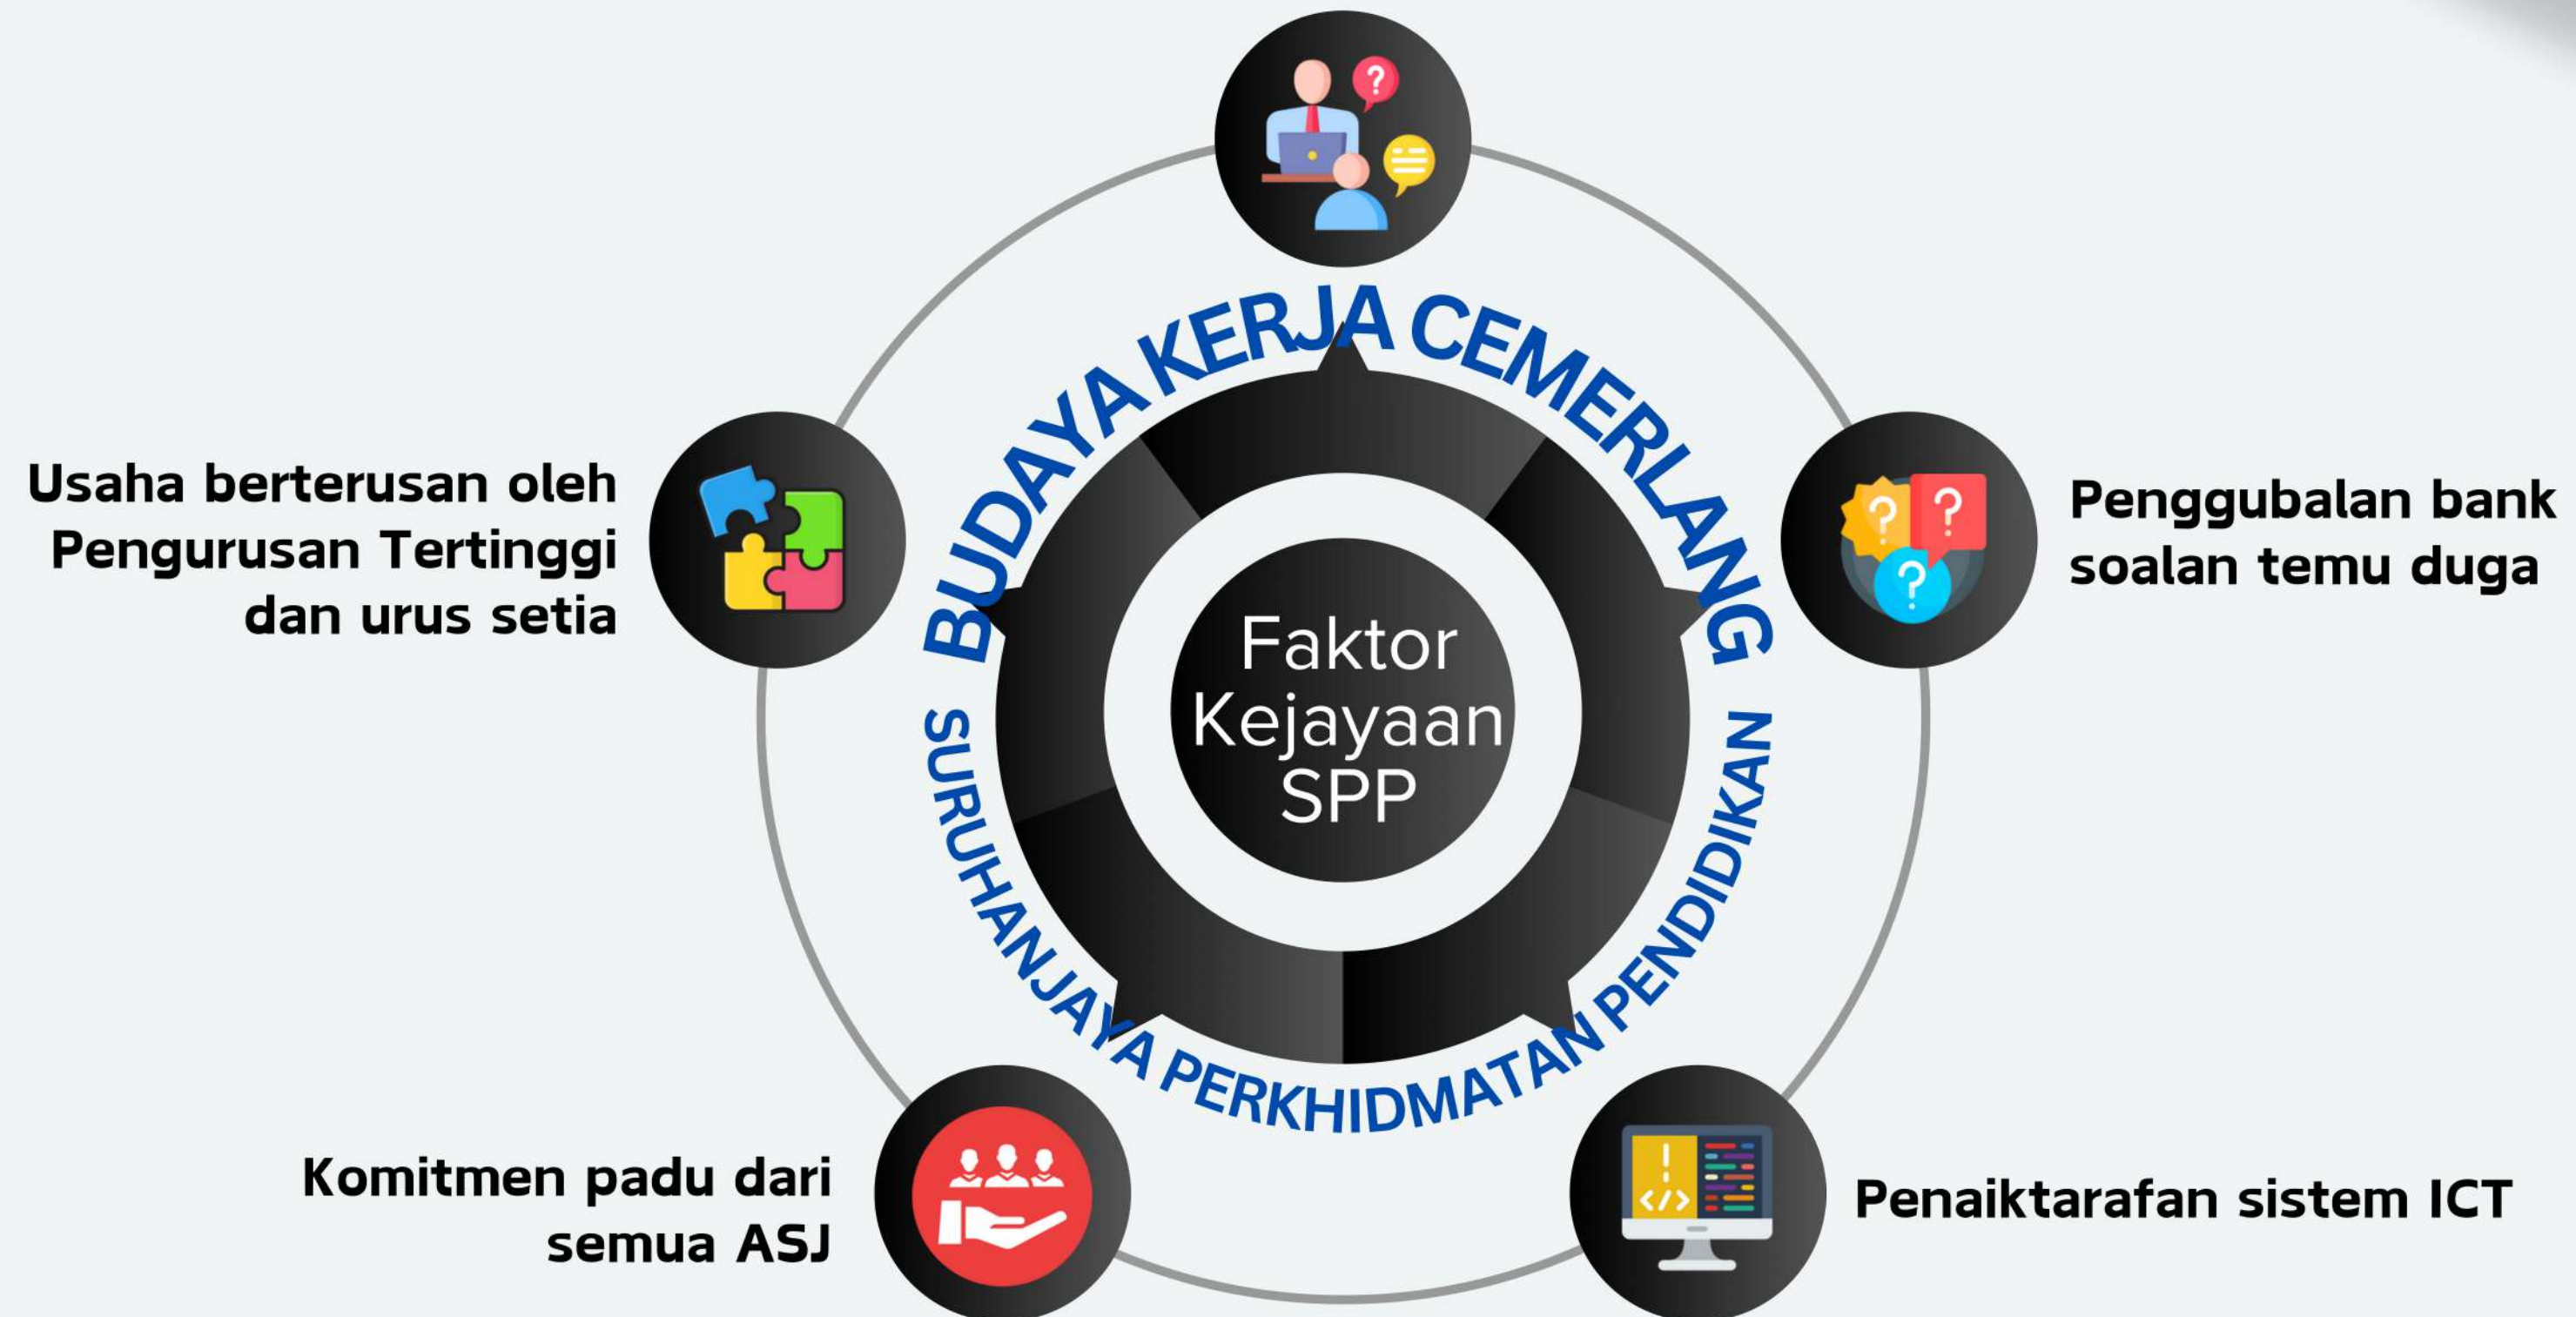 BUDAYA KERJA CEMERLANG
Usaha berterusan oleh
Pengurusan Tertinggi
dan urus setia
Penggubalan bank
soalan temu duga
Faktor
Kejayaan
SPP
SURUHANJAYA PERKHIDMATAN PENDIDIKAN
Komitmen padu dari
semua ASJ
Penaiktarafan sistem ICT